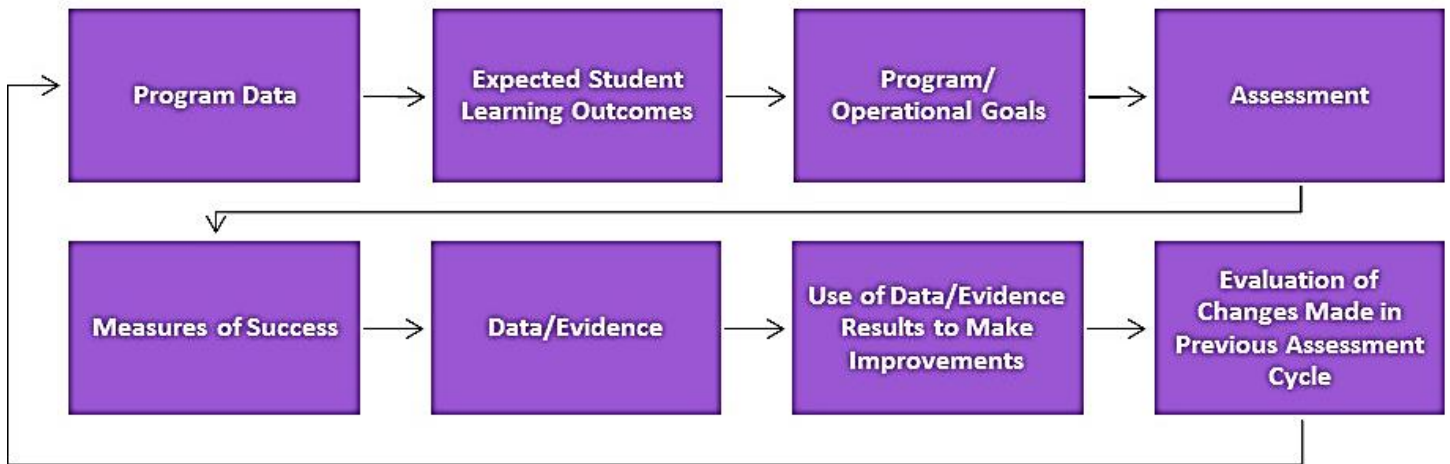 Program Data
Expected Student
Learning Outcomes
Program/
Operational Goals
Assessment
Measures of Success
Data/Evidence
Use of Data/Evidence
Results to Make
Improvements
Evaluation of
Changes Made in
Previous Assessment
Cycle